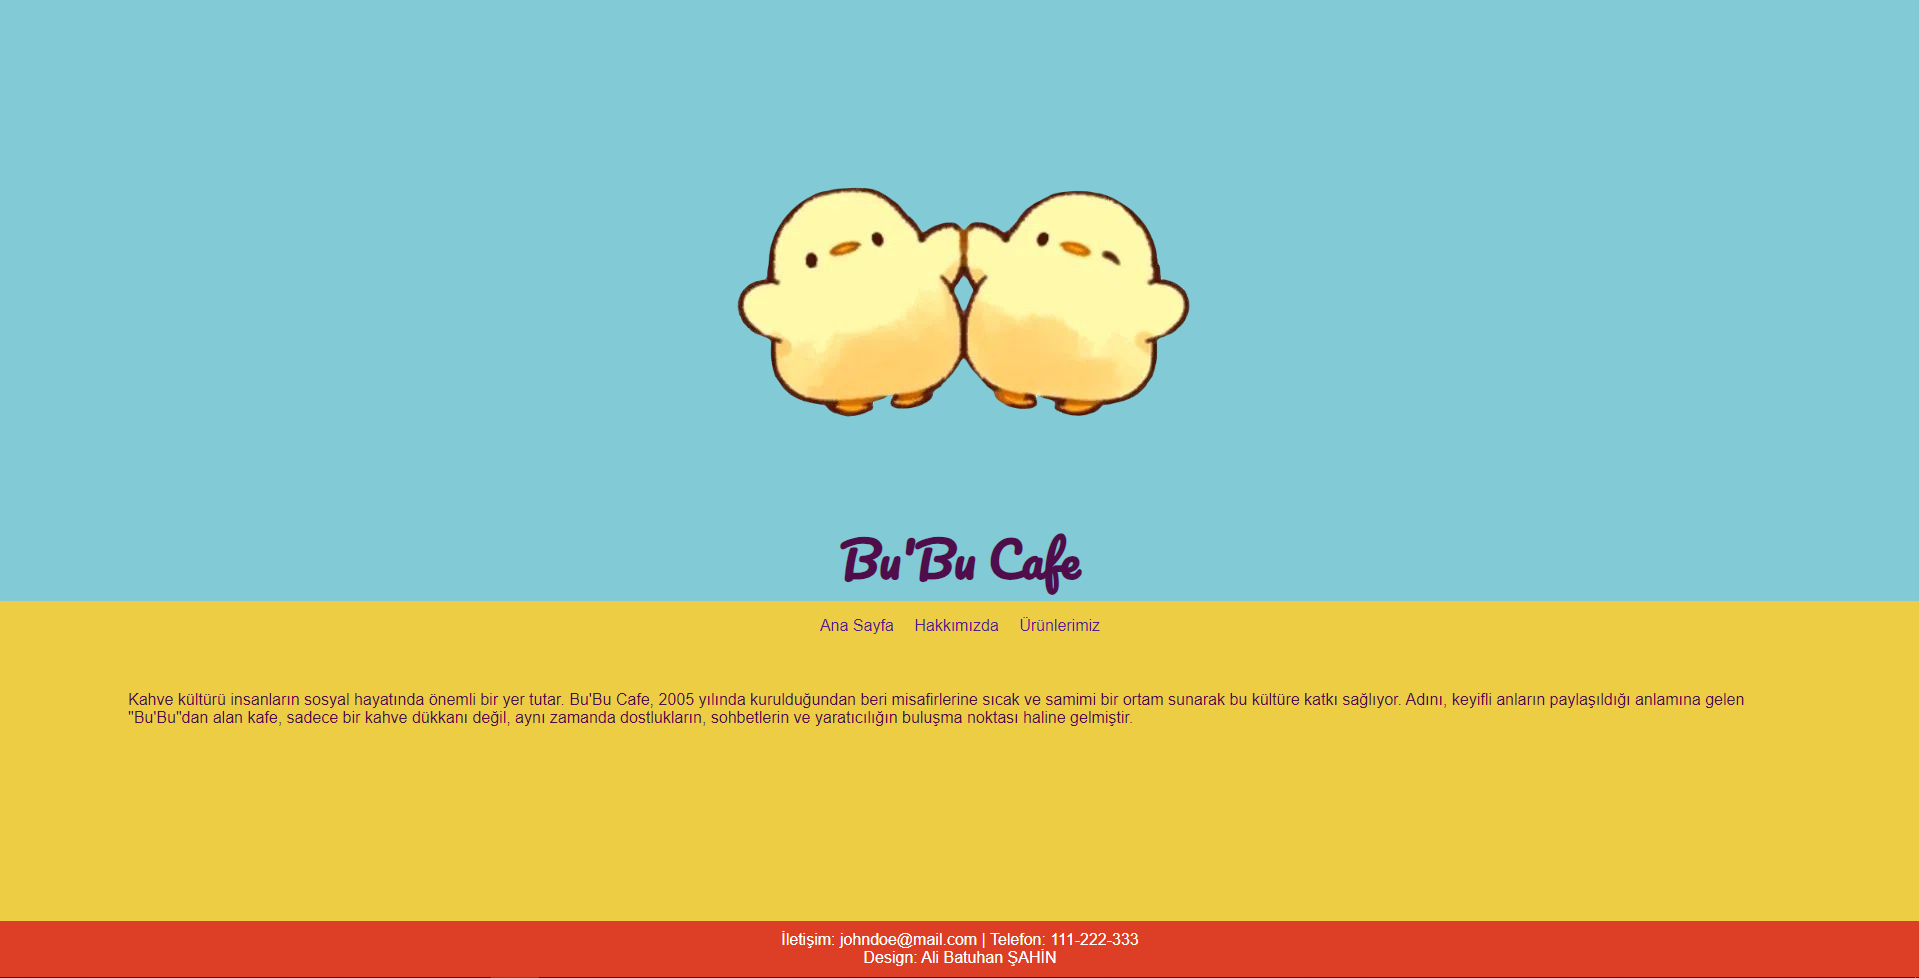 Bu'Bu Cafe
Ana Sayfa Hakkımızda Ürünlerimiz
Kahve kültürü insanların sosyal hayatında önemli bir yer tutar. Bu'Bu Cafe, 2005 yılında kurulduğundan beri misafirlerine sıcak ve samimi bir ortam sunarak bu kültüre katkı sağlıyor. Adını, keyifli anların paylaşıldığı anlamına gelen
"Bu'Bu"dan alan kafe, sadece bir kahve dükkanı değil, aynı zamanda dostlukların, sohbetlerin ve yaratıcılığın buluşma noktası haline gelmiştir.
İletişim: johndoe@mail.com | Telefon: 111-222-333
Design: Ali Batuhan ŞAHİN